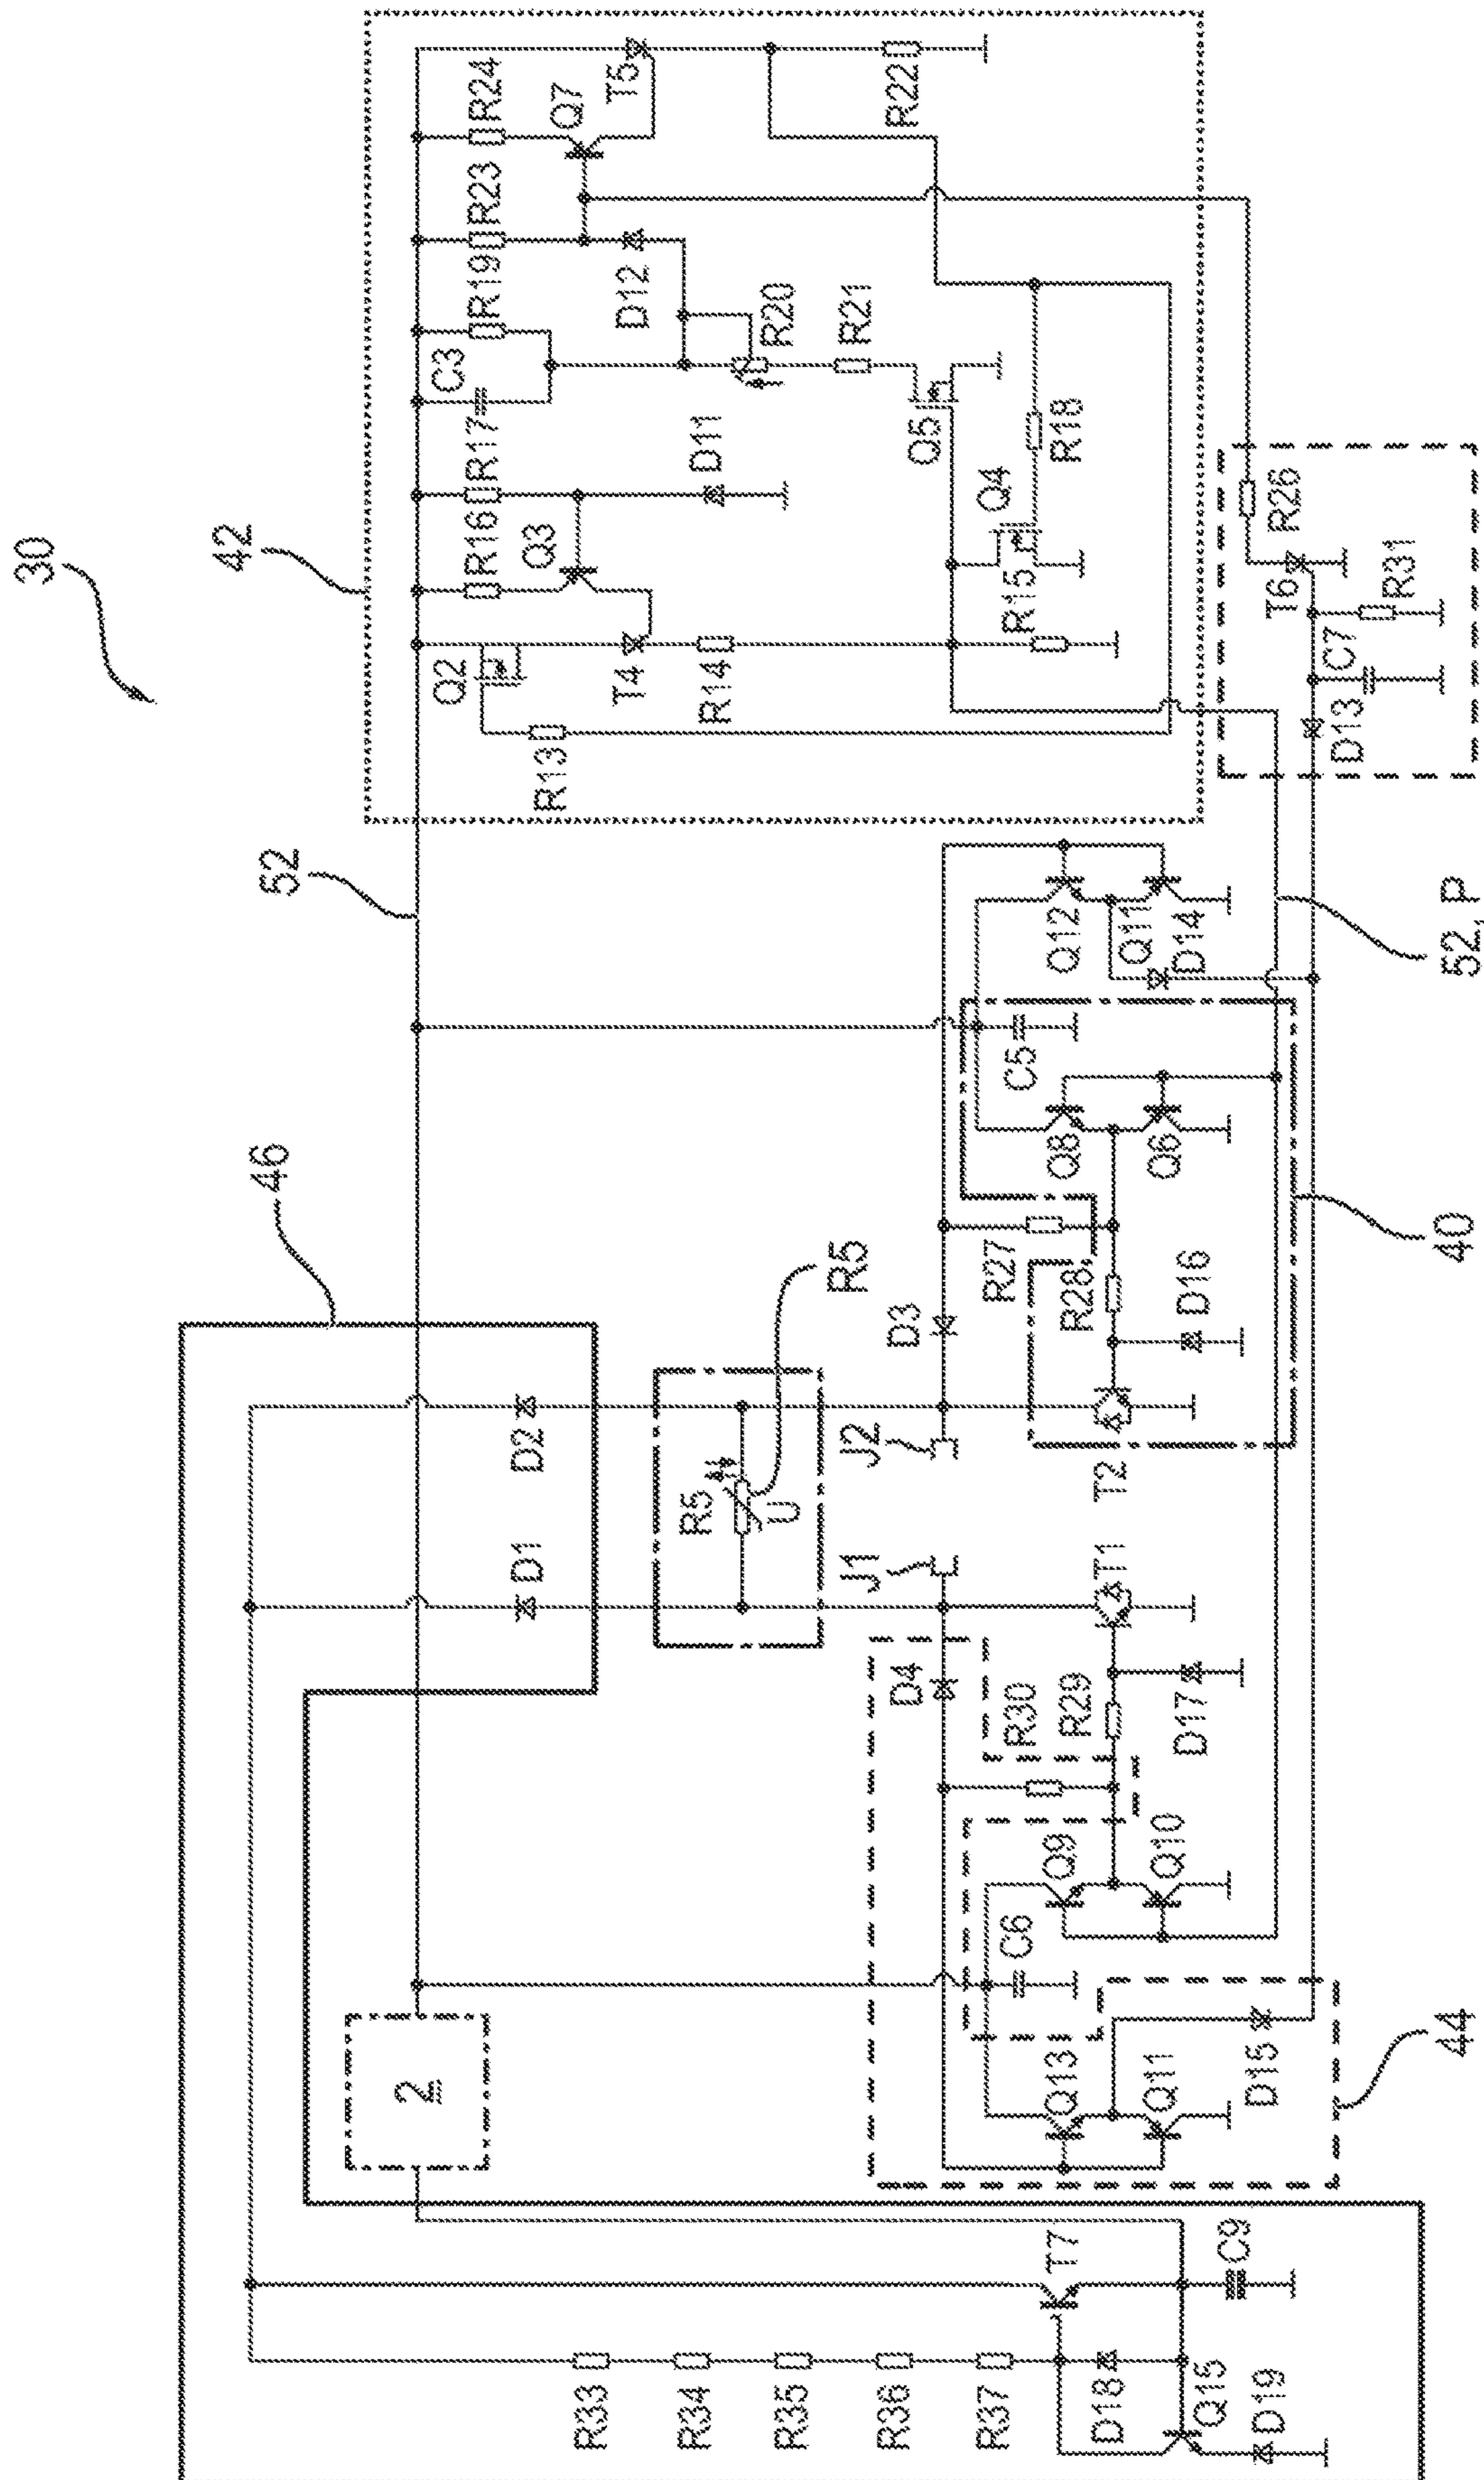 30
42
52
46
R24
Q7
T5
R22
R23
R19
D12
R20
R21
C3
R17
D11
Q5
R18
Q4
R16
Q3
R15
Q2
T4
R14
R13
R26
T6
R31
C7
D13
52, P
Q12
Q11
D14
C5
Q8
Q6
40
R27
R28
D16
D3
R5
D2
J2
T2
R5
U
D1
J1
T1
D4
R30
R29
D17
Q9
Q10
C6
2
Q13
Q11
D15
44
T7
C9
R33
R34
R35
R36
R37
D18
Q15
D19